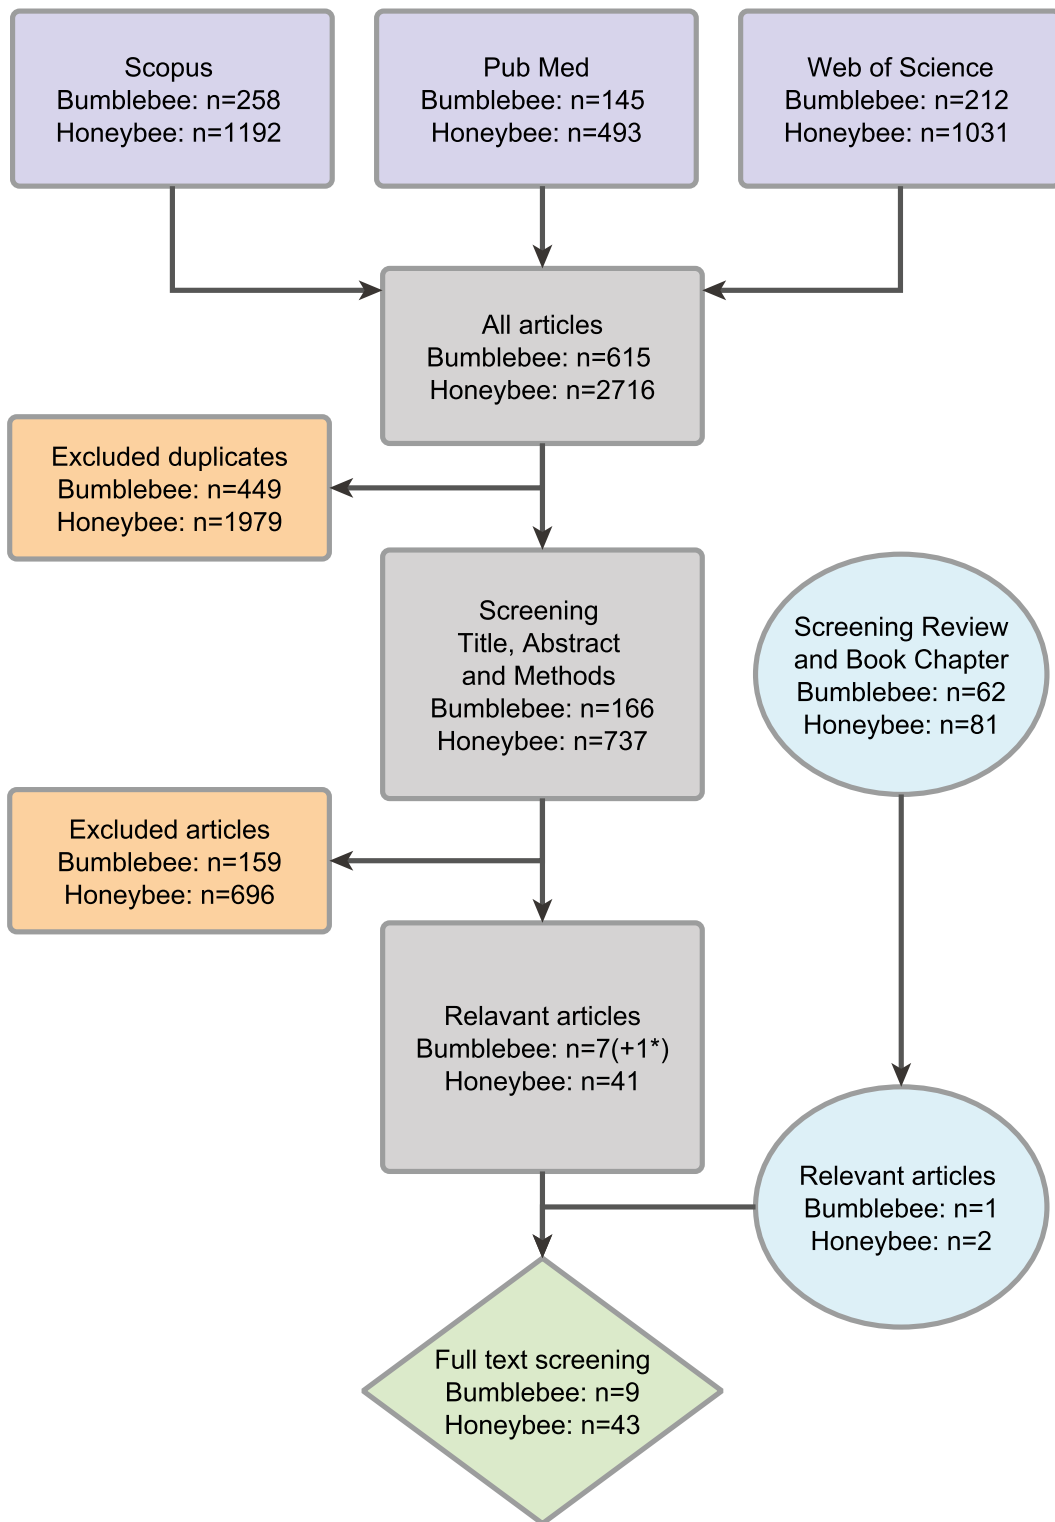 Scopus
Bumblebee: n=258
Honeybee: n=1192
Pub Med
Bumblebee: n=145
Honeybee: n=493
Web of Science
Bumblebee: n=212
Honeybee: n=1031
All articles
Bumblebee: n=615
Honeybee: n=2716
Excluded duplicates
Bumblebee: n=449
Honeybee: n=1979
Screening
Title, Abstract
and Methods
Bumblebee: n=166
Honeybee: n=737
Screening Review
and Book Chapter
Bumblebee: n=62
Honeybee: n=81
Excluded articles
Bumblebee: n=159
Honeybee: n=696
Relavant articles
Bumblebee: n=7(+1*)
Honeybee: n=41
Relevant articles
Bumblebee: n=1
Honeybee: n=2
Full text screening
Bumblebee: n=9
Honeybee: n=43